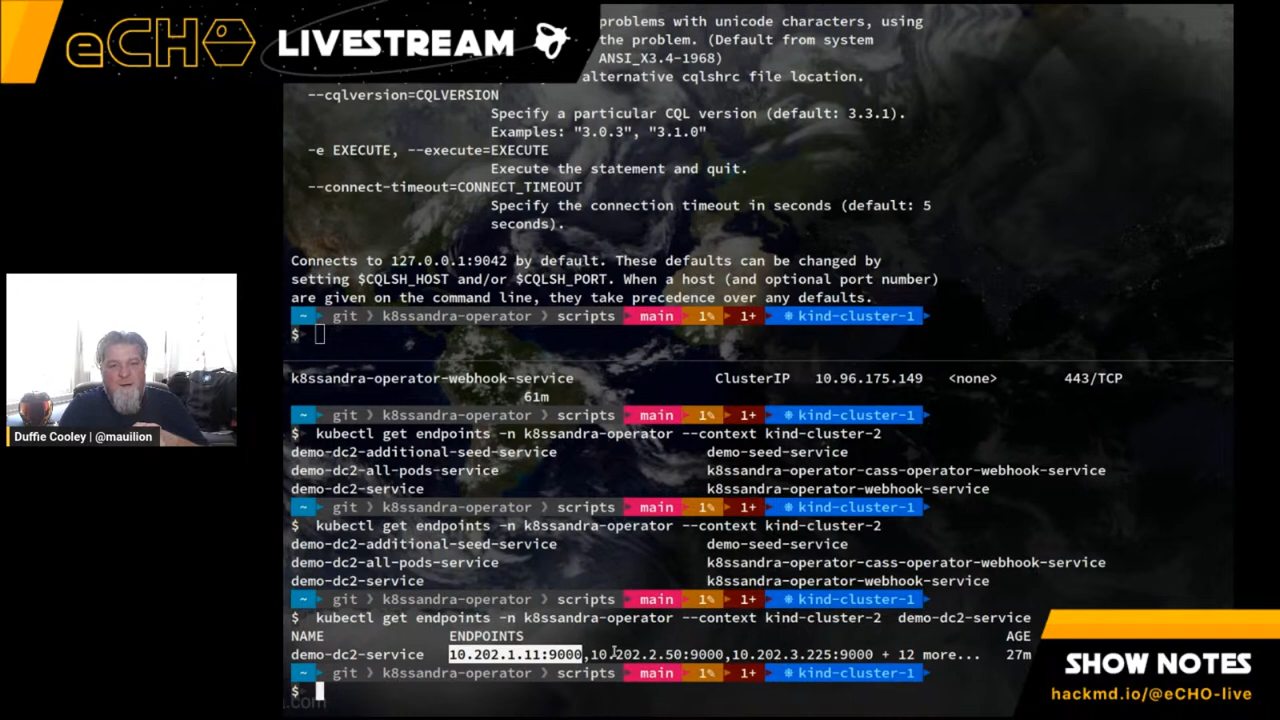 eCHO LIVESTREAM
problems with unicode characters, using
the problem. (Default from system
ANSI_X3.4-1968)
alternative cqlshrc file location.
--cqlversion=CQLVERSION
Specify a particular CQL version (default: 3.3.1).
Examples: "3.0.3", "3.1.0"
-e EXECUTE, --execute=EXECUTE
Execute the statement and quit.
--connect-timeout=CONNECT_TIMEOUT
Specify the connection timeout in seconds (default: 5
seconds).
Connects to 127.0.0.1:9042 by default. These defaults can be changed by
setting $CQLSH_HOST and/or $CQLSH_PORT. When a host (and optional port number)
are given on the command line, they take precedence over any defaults.
~ git > k8ssandra-operator > scripts main 1✎ 1+ ⎈ kind-cluster-1
$
k8ssandra-operator-webhook-service ClusterIP 10.96.175.149 <none> 443/TCP
61m
~ git > k8ssandra-operator > scripts main 1✎ 1+ ⎈ kind-cluster-1
$ kubectl get endpoints -n k8ssandra-operator --context kind-cluster-2
demo-dc2-additional-seed-service demo-seed-service
demo-dc2-all-pods-service k8ssandra-operator-cass-operator-webhook-service
demo-dc2-service k8ssandra-operator-webhook-service
~ git > k8ssandra-operator > scripts main 1✎ 1+ ⎈ kind-cluster-1
$ kubectl get endpoints -n k8ssandra-operator --context kind-cluster-2
demo-dc2-additional-seed-service demo-seed-service
demo-dc2-all-pods-service k8ssandra-operator-cass-operator-webhook-service
demo-dc2-service k8ssandra-operator-webhook-service
~ git > k8ssandra-operator > scripts main 1✎ 1+ ⎈ kind-cluster-1
$ kubectl get endpoints -n k8ssandra-operator --context kind-cluster-2 demo-dc2-service
NAME ENDPOINTS AGE
demo-dc2-service 10.202.1.11:9000,10.202.2.50:9000,10.202.3.225:9000 + 12 more... 27m
~ git > k8ssandra-operator > scripts main 1✎ 1+ ⎈ kind-cluster-1
$
Duffie Cooley | @mauilion
SHOW NOTES
hackmd.io/@eCHO-live